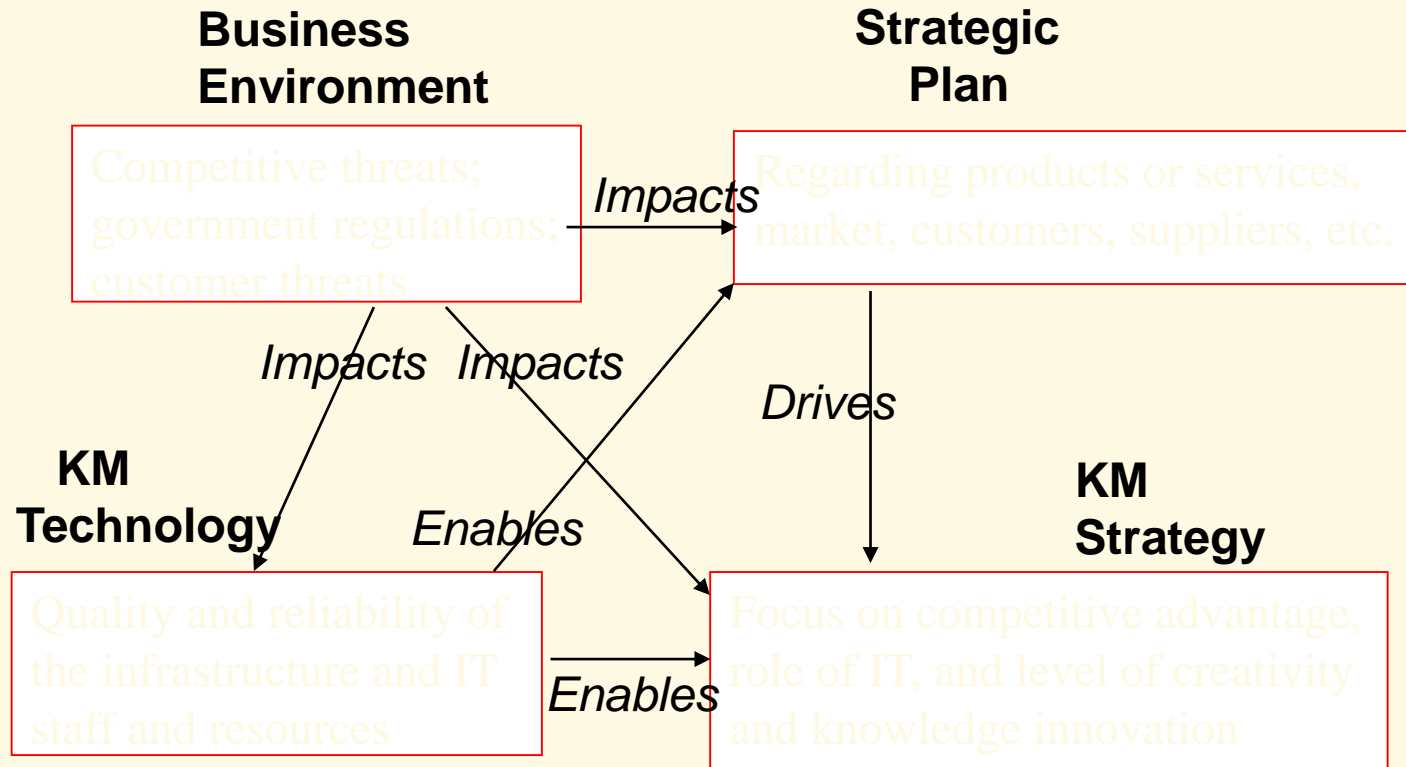 Business
Environment
Strategic
Plan
Competitive threats;
government regulations;
customer threats
Impacts
Regarding products or services,
market, customers, suppliers, etc.
Impacts
Impacts
Drives
KM
Technology
Enables
KM
Strategy
Quality and reliability of
the infrastructure and IT
staff and resources
Enables
Focus on competitive advantage,
role of IT, and level of creativity
and knowledge innovation